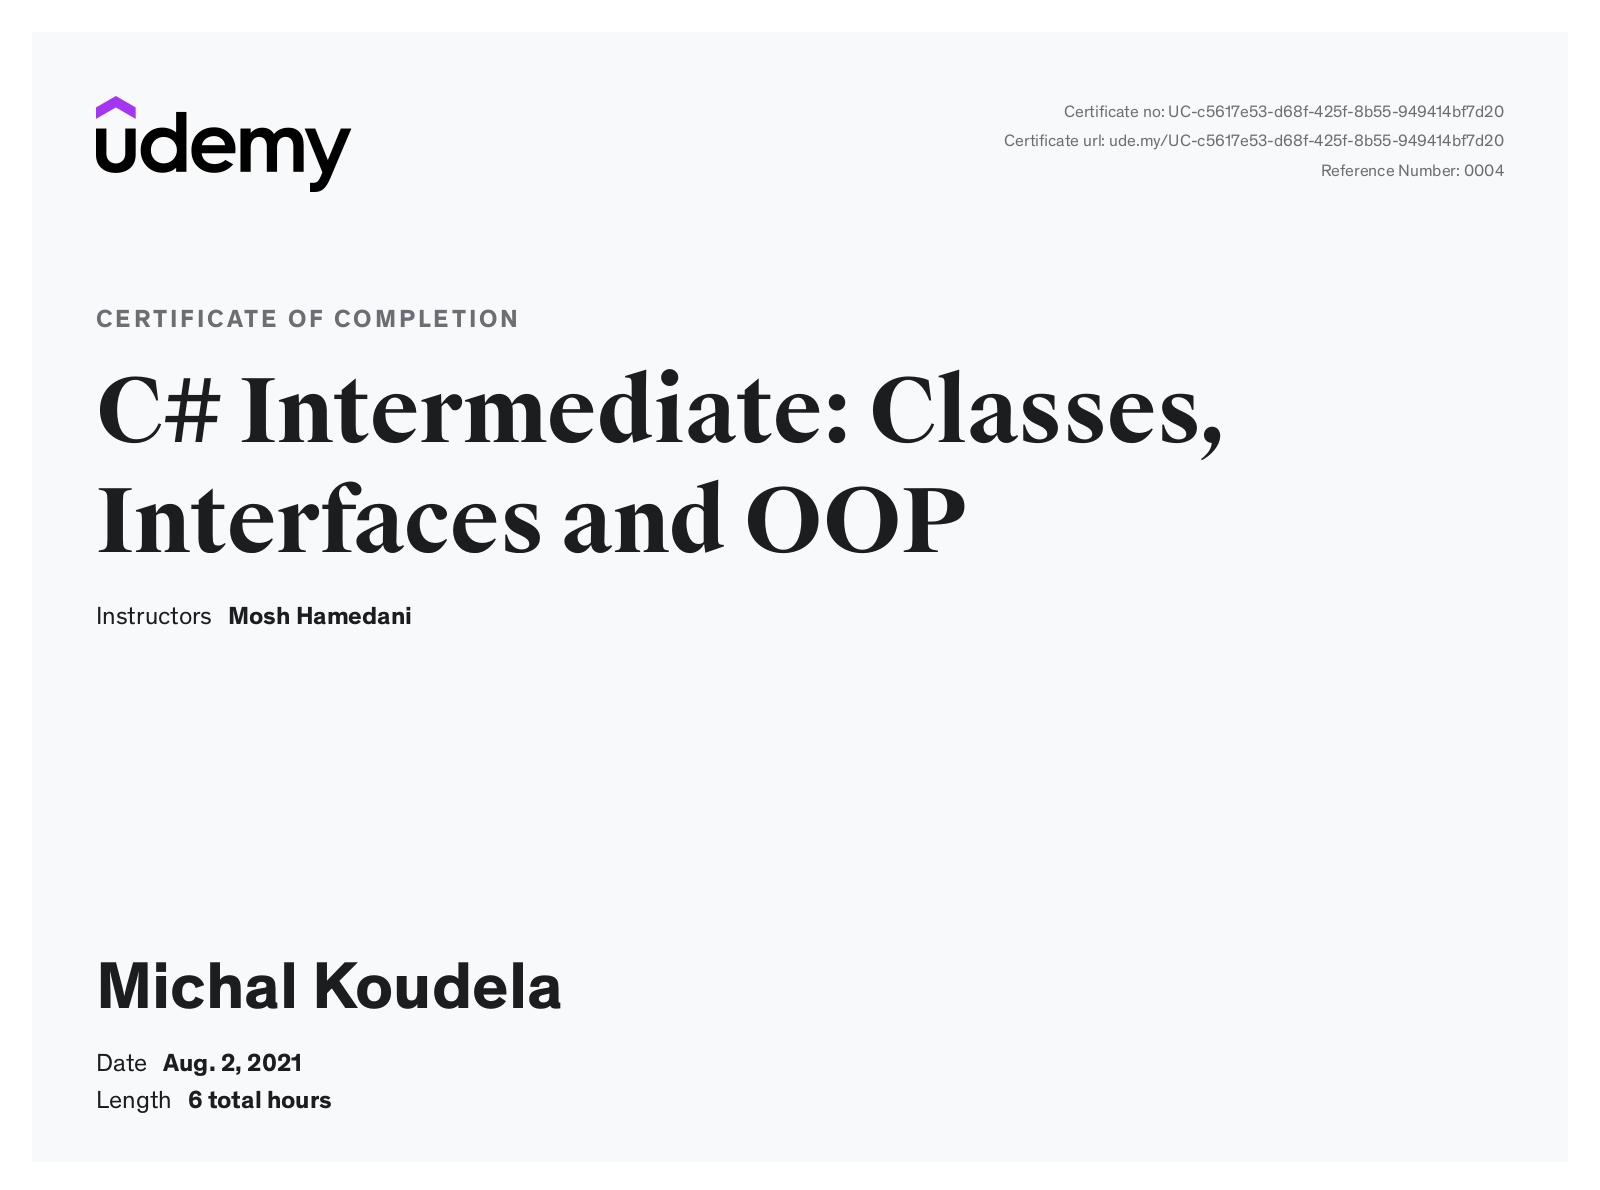 udemy
Certificate no: UC-c5617e53-d68f-425f-8b55-949414bf7d20
Certificate url: ude.my/UC-c5617e53-d68f-425f-8b55-949414bf7d20
Reference Number: 0004
CERTIFICATE OF COMPLETION
C# Intermediate: Classes,
Interfaces and OOP
Instructors Mosh Hamedani
Michal Koudela
Date Aug. 2, 2021
Length 6 total hours